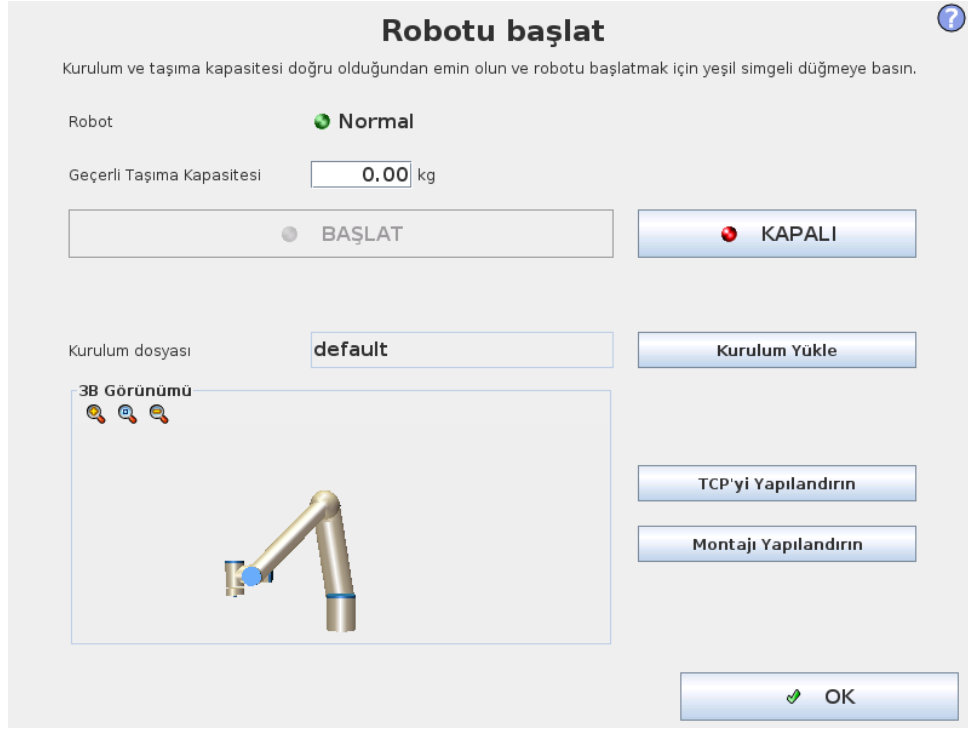 Robotu başlat
?
Kurulum ve taşıma kapasitesi doğru olduğundan emin olun ve robotu başlatmak için yeşil simgeli düğmeye basın.
Robot
Normal
Geçerli Taşıma Kapasitesi
0.00 kg
BAŞLAT
KAPALI
Kurulum dosyası
default
Kurulum Yükle
3B Görünümü
TCP'yi Yapılandırın
Montajı Yapılandırın
OK